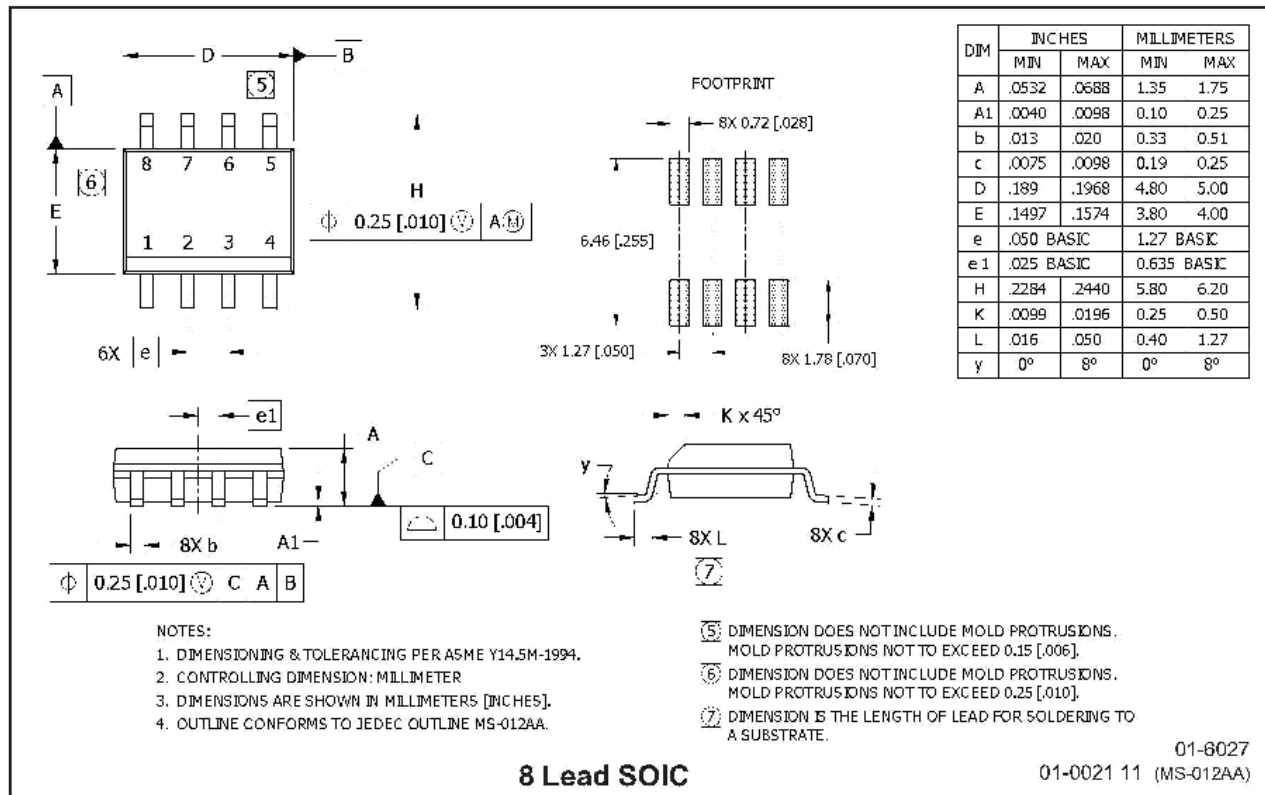 D
B
A
5
8 7 6 5
6
E
H
⌽ 0.25 [.010] Ⓥ A Ⓜ
1 2 3 4
6X e
FOOTPRINT
8X 0.72 [.028]
6.46 [.255]
3X 1.27 [.050]
8X 1.78 [.070]
DIM INCHES MILLIMETERS
MIN MAX MIN MAX
A .0532 .0688 1.35 1.75
A1 .0040 .0098 0.10 0.25
b .013 .020 0.33 0.51
c .0075 .0098 0.19 0.25
D .189 .1968 4.80 5.00
E .1497 .1574 3.80 4.00
e .050 BASIC 1.27 BASIC
e1 .025 BASIC 0.635 BASIC
H .2284 .2440 5.80 6.20
K .0099 .0196 0.25 0.50
L .016 .050 0.40 1.27
y 0° 8° 0° 8°
e1
A
C
0.10 [.004]
8X b
A1
⌽ 0.25 [.010] Ⓥ C A B
K x 45°
y
8X L
8X c
7
NOTES:
1. DIMENSIONING & TOLERANCING PER ASME Y14.5M-1994.
2. CONTROLLING DIMENSION: MILLIMETER
3. DIMENSIONS ARE SHOWN IN MILLIMETERS [INCHES].
4. OUTLINE CONFORMS TO JEDEC OUTLINE MS-012AA.
5 DIMENSION DOES NOT INCLUDE MOLD PROTRUSIONS.
MOLD PROTRUSIONS NOT TO EXCEED 0.15 [.006].
6 DIMENSION DOES NOT INCLUDE MOLD PROTRUSIONS.
MOLD PROTRUSIONS NOT TO EXCEED 0.25 [.010].
7 DIMENSION IS THE LENGTH OF LEAD FOR SOLDERING TO
A SUBSTRATE.
8 Lead SOIC
01-6027
01-0021 11 (MS-012AA)